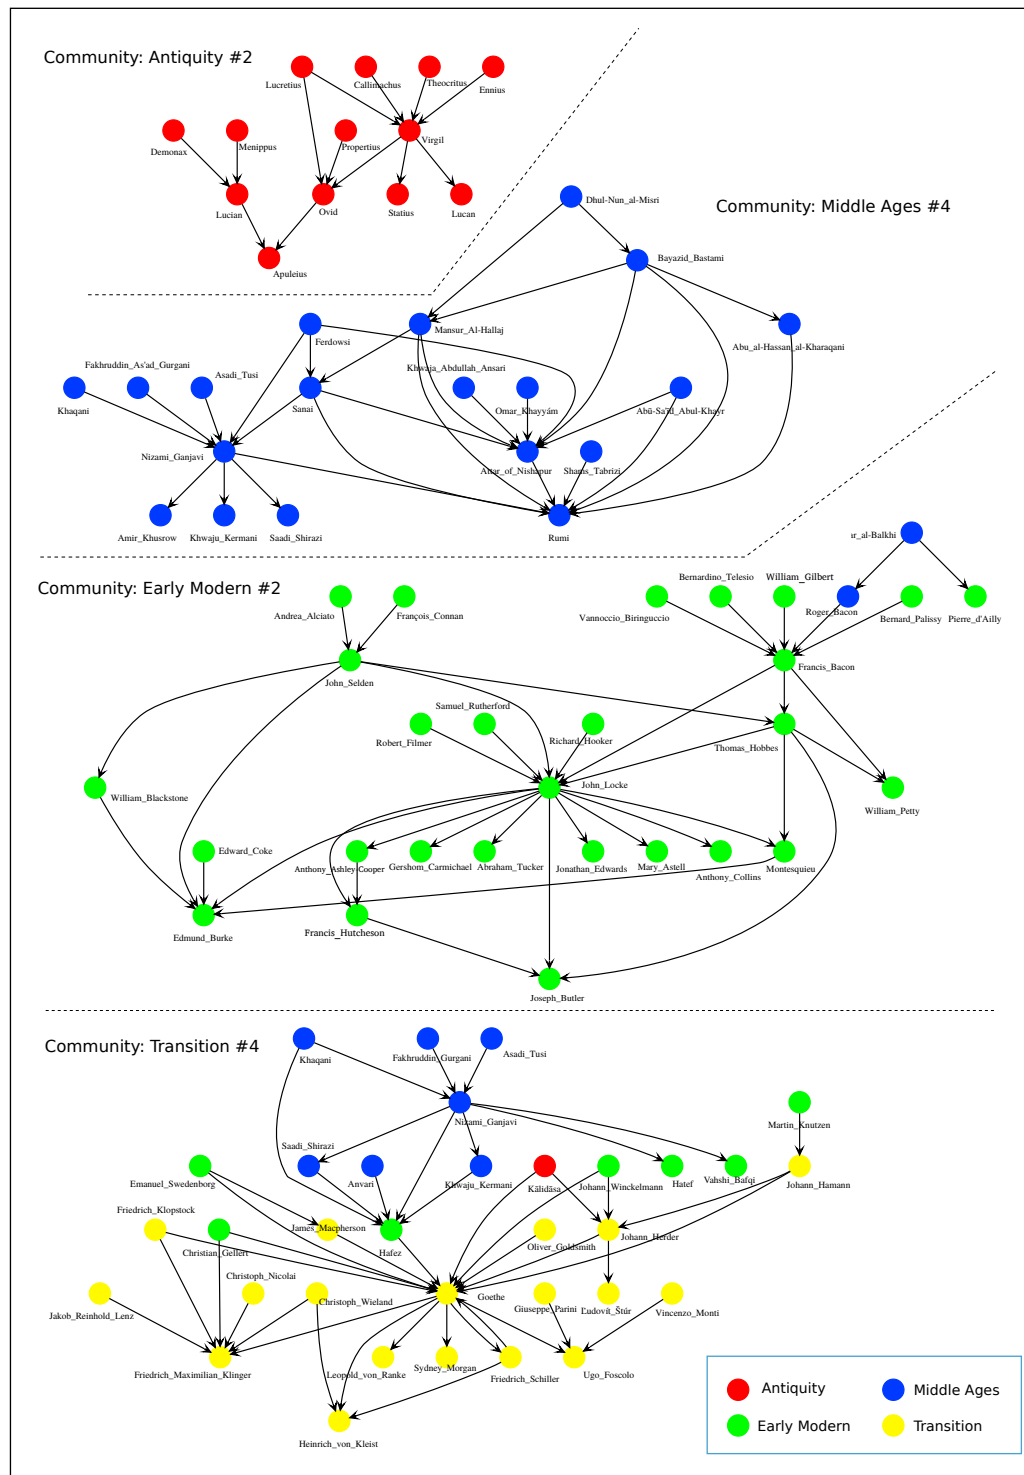 Community: Antiquity #2
Lucretius
Callimachus
Theocritus
Ennius
Demonax
Menippus
Propertius
Virgil
Lucian
Ovid
Statius
Lucan
Apuleius
Community: Middle Ages #4
Dhul-Nun_al-Misri
Bayazid_Bastami
Ferdowsi
Mansur_Al-Hallaj
Abu_al-Hassan_al-Kharaqani
Fakhruddin_As'ad_Gurgani
Asadi_Tusi
Khwaja_Abdullah_Ansari
Khaqani
Sanai
Omar_Khayyám
Abū-Sa'īd_Abul-Khayr
Nizami_Ganjavi
Attar_of_Nishapur
Shams_Tabrizi
Amir_Khusrow
Khwaju_Kermani
Saadi_Shirazi
Rumi
Community: Early Modern #2
ır_al-Balkhi
Bernardino_Telesio
William_Gilbert
Andrea_Alciato
François_Connan
Vannoccio_Biringuccio
Roger_Bacon
Bernard_Palissy
Pierre_d'Ailly
John_Selden
Francis_Bacon
Samuel_Rutherford
Robert_Filmer
Richard_Hooker
Thomas_Hobbes
William_Blackstone
John_Locke
William_Petty
Edward_Coke
Anthony_Ashley-Cooper
Gershom_Carmichael
Abraham_Tucker
Jonathan_Edwards
Mary_Astell
Anthony_Collins
Montesquieu
Edmund_Burke
Francis_Hutcheson
Joseph_Butler
Community: Transition #4
Khaqani
Fakhruddin_Gurgani
Asadi_Tusi
Nizami_Ganjavi
Martin_Knutzen
Saadi_Shirazi
Emanuel_Swedenborg
Anvari
Khwaju_Kermani
Kālidāsa
Johann_Winckelmann
Hatef
Vahshi_Bafqi
Johann_Hamann
Friedrich_Klopstock
Christian_Gellert
James_Macpherson
Hafez
Oliver_Goldsmith
Johann_Herder
Christoph_Nicolai
Jakob_Reinhold_Lenz
Christoph_Wieland
Goethe
Giuseppe_Parini
Ľudovít_Štúr
Vincenzo_Monti
Friedrich_Maximilian_Klinger
Leopold_von_Ranke
Sydney_Morgan
Friedrich_Schiller
Ugo_Foscolo
Heinrich_von_Kleist
Antiquity
Middle Ages
Early Modern
Transition